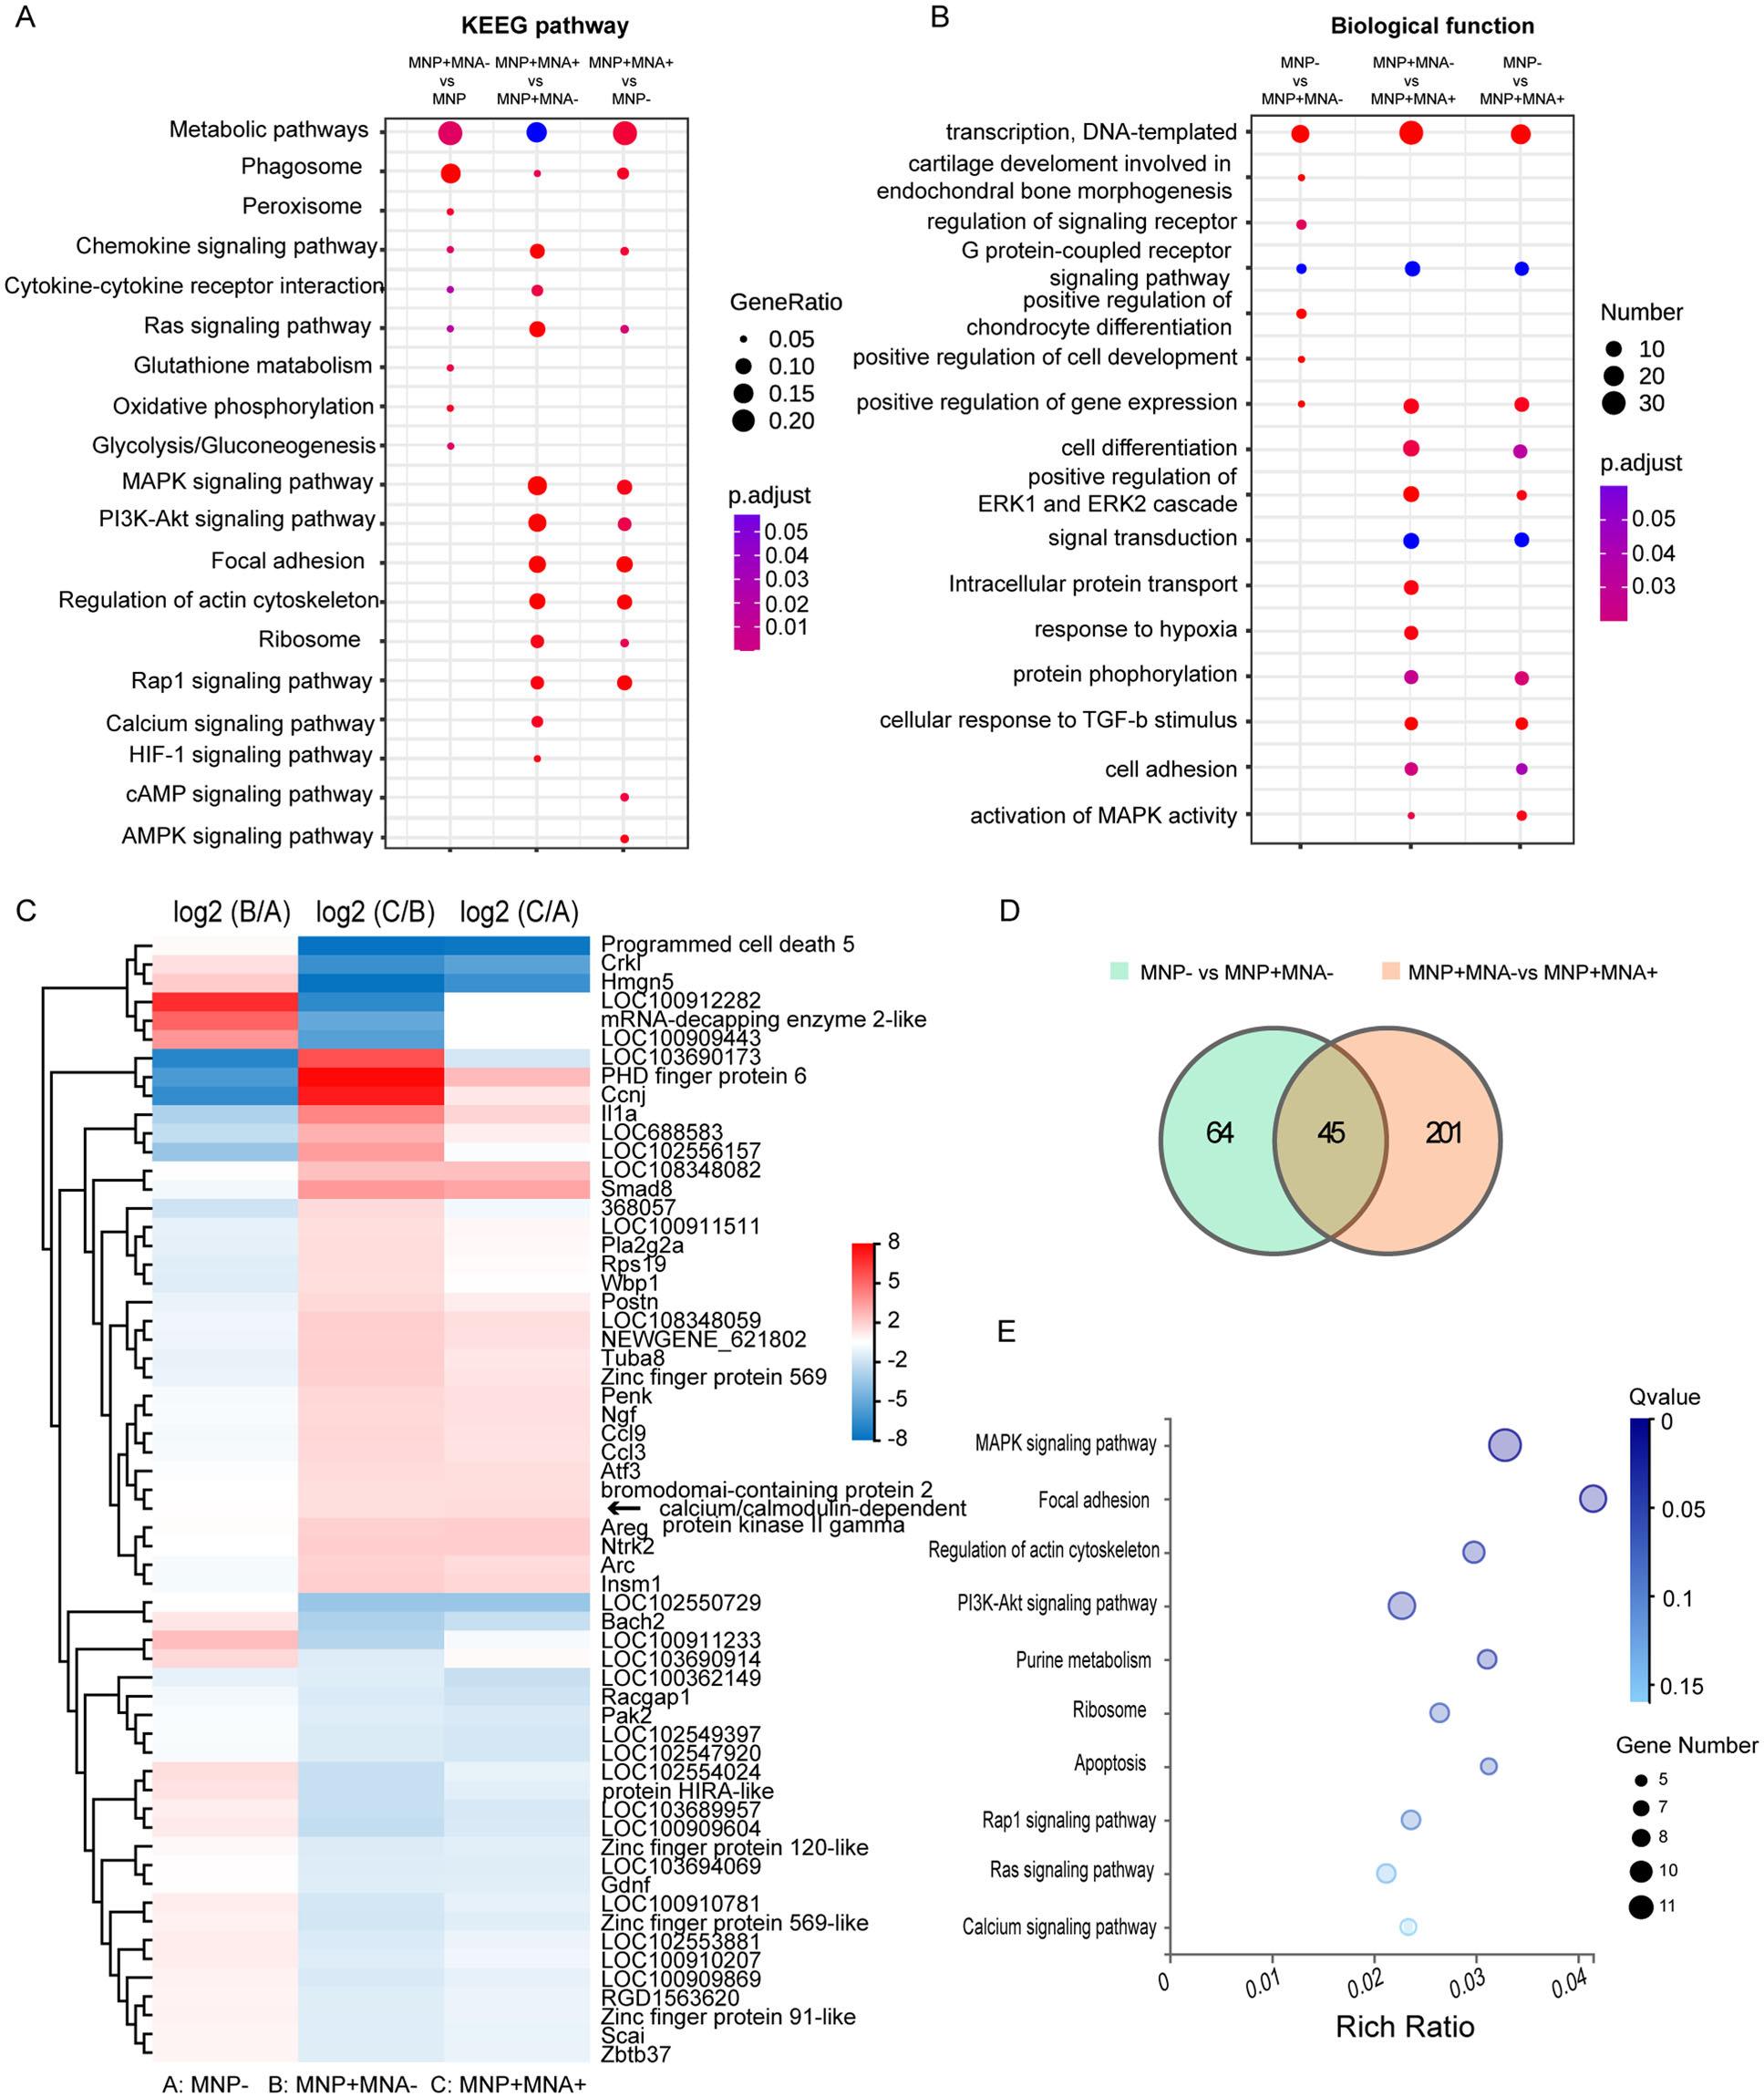 A
KEEG pathway
MNP+MNA- MNP+MNA+ MNP+MNA+
vs vs vs
MNP MNP+MNA- MNP-
Metabolic pathways
Phagosome
Peroxisome
Chemokine signaling pathway
Cytokine-cytokine receptor interaction
Ras signaling pathway
Glutathione matabolism
Oxidative phosphorylation
Glycolysis/Gluconeogenesis
MAPK signaling pathway
PI3K-Akt signaling pathway
Focal adhesion
Regulation of actin cytoskeleton
Ribosome
Rap1 signaling pathway
Calcium signaling pathway
HIF-1 signaling pathway
cAMP signaling pathway
AMPK signaling pathway
GeneRatio
0.05
0.10
0.15
0.20
p.adjust
0.05
0.04
0.03
0.02
0.01
B
Biological function
MNP- MNP+MNA- MNP-
vs vs vs
MNP+MNA- MNP+MNA+ MNP+MNA+
transcription, DNA-templated
cartilage develoment involved in
endochondral bone morphogenesis
regulation of signaling receptor
G protein-coupled receptor
signaling pathway
positive regulation of
chondrocyte differentiation
positive regulation of cell development
positive regulation of gene expression
cell differentiation
positive regulation of
ERK1 and ERK2 cascade
signal transduction
Intracellular protein transport
response to hypoxia
protein phophorylation
cellular response to TGF-b stimulus
cell adhesion
activation of MAPK activity
Number
10
20
30
p.adjust
0.05
0.04
0.03
C
log2 (B/A) log2 (C/B) log2 (C/A)
Programmed cell death 5
Crkl
Hmgn5
LOC100912282
mRNA-decapping enzyme 2-like
LOC100909443
LOC103690173
PHD finger protein 6
Ccnj
Il1a
LOC688583
LOC102556157
LOC108348082
Smad8
368057
LOC100911511
Pla2g2a
Rps19
Wbp1
Postn
LOC108348059
NEWGENE_621802
Tuba8
Zinc finger protein 569
Penk
Ngf
Ccl9
Ccl3
Atf3
bromodomai-containing protein 2
← calcium/calmodulin-dependent
protein kinase II gamma
Areg
Ntrk2
Arc
Insm1
LOC102550729
Bach2
LOC100911233
LOC103690914
LOC100362149
Racgap1
Pak2
LOC102549397
LOC102547920
LOC102554024
protein HIRA-like
LOC103689957
LOC100909604
Zinc finger protein 120-like
LOC103694069
Gdnf
LOC100910781
Zinc finger protein 569-like
LOC102553881
LOC100910207
LOC100909869
RGD1563620
Zinc finger protein 91-like
Scai
Zbtb37
8
5
2
-2
-5
-8
A: MNP- B: MNP+MNA- C: MNP+MNA+
D
MNP- vs MNP+MNA- MNP+MNA-vs MNP+MNA+
64 45 201
E
MAPK signaling pathway
Focal adhesion
Regulation of actin cytoskeleton
PI3K-Akt signaling pathway
Purine metabolism
Ribosome
Apoptosis
Rap1 signaling pathway
Ras signaling pathway
Calcium signaling pathway
0 0.01 0.02 0.03 0.04
Rich Ratio
Qvalue
0
0.05
0.1
0.15
Gene Number
5
7
8
10
11